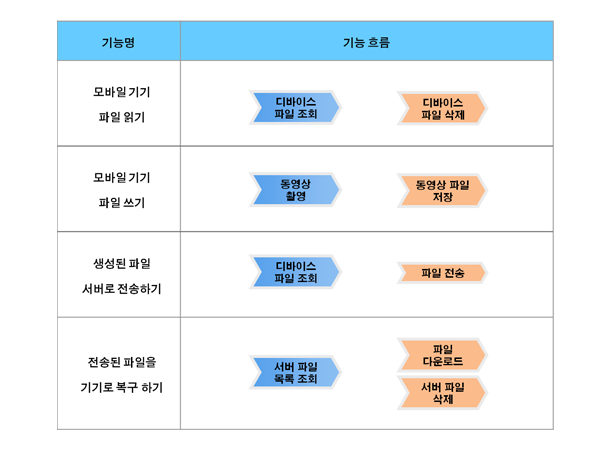 기능명
기능 흐름
모바일 기기
파일 읽기
디바이스
파일 조회
디바이스
파일 삭제
모바일 기기
파일 쓰기
동영상
촬영
동영상 파일
저장
생성된 파일
서버로 전송하기
디바이스
파일 조회
파일 전송
전송된 파일을
기기로 복구 하기
서버 파일
목록 조회
파일
다운로드
서버 파일
삭제